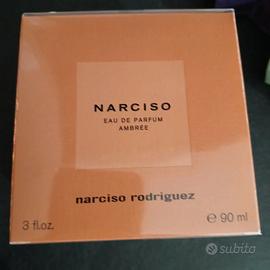 NARCISO
EAU DE PARFUM
AMBRÉE
narciso rodriguez
3 fl.oz.
℮ 90 ml
subito